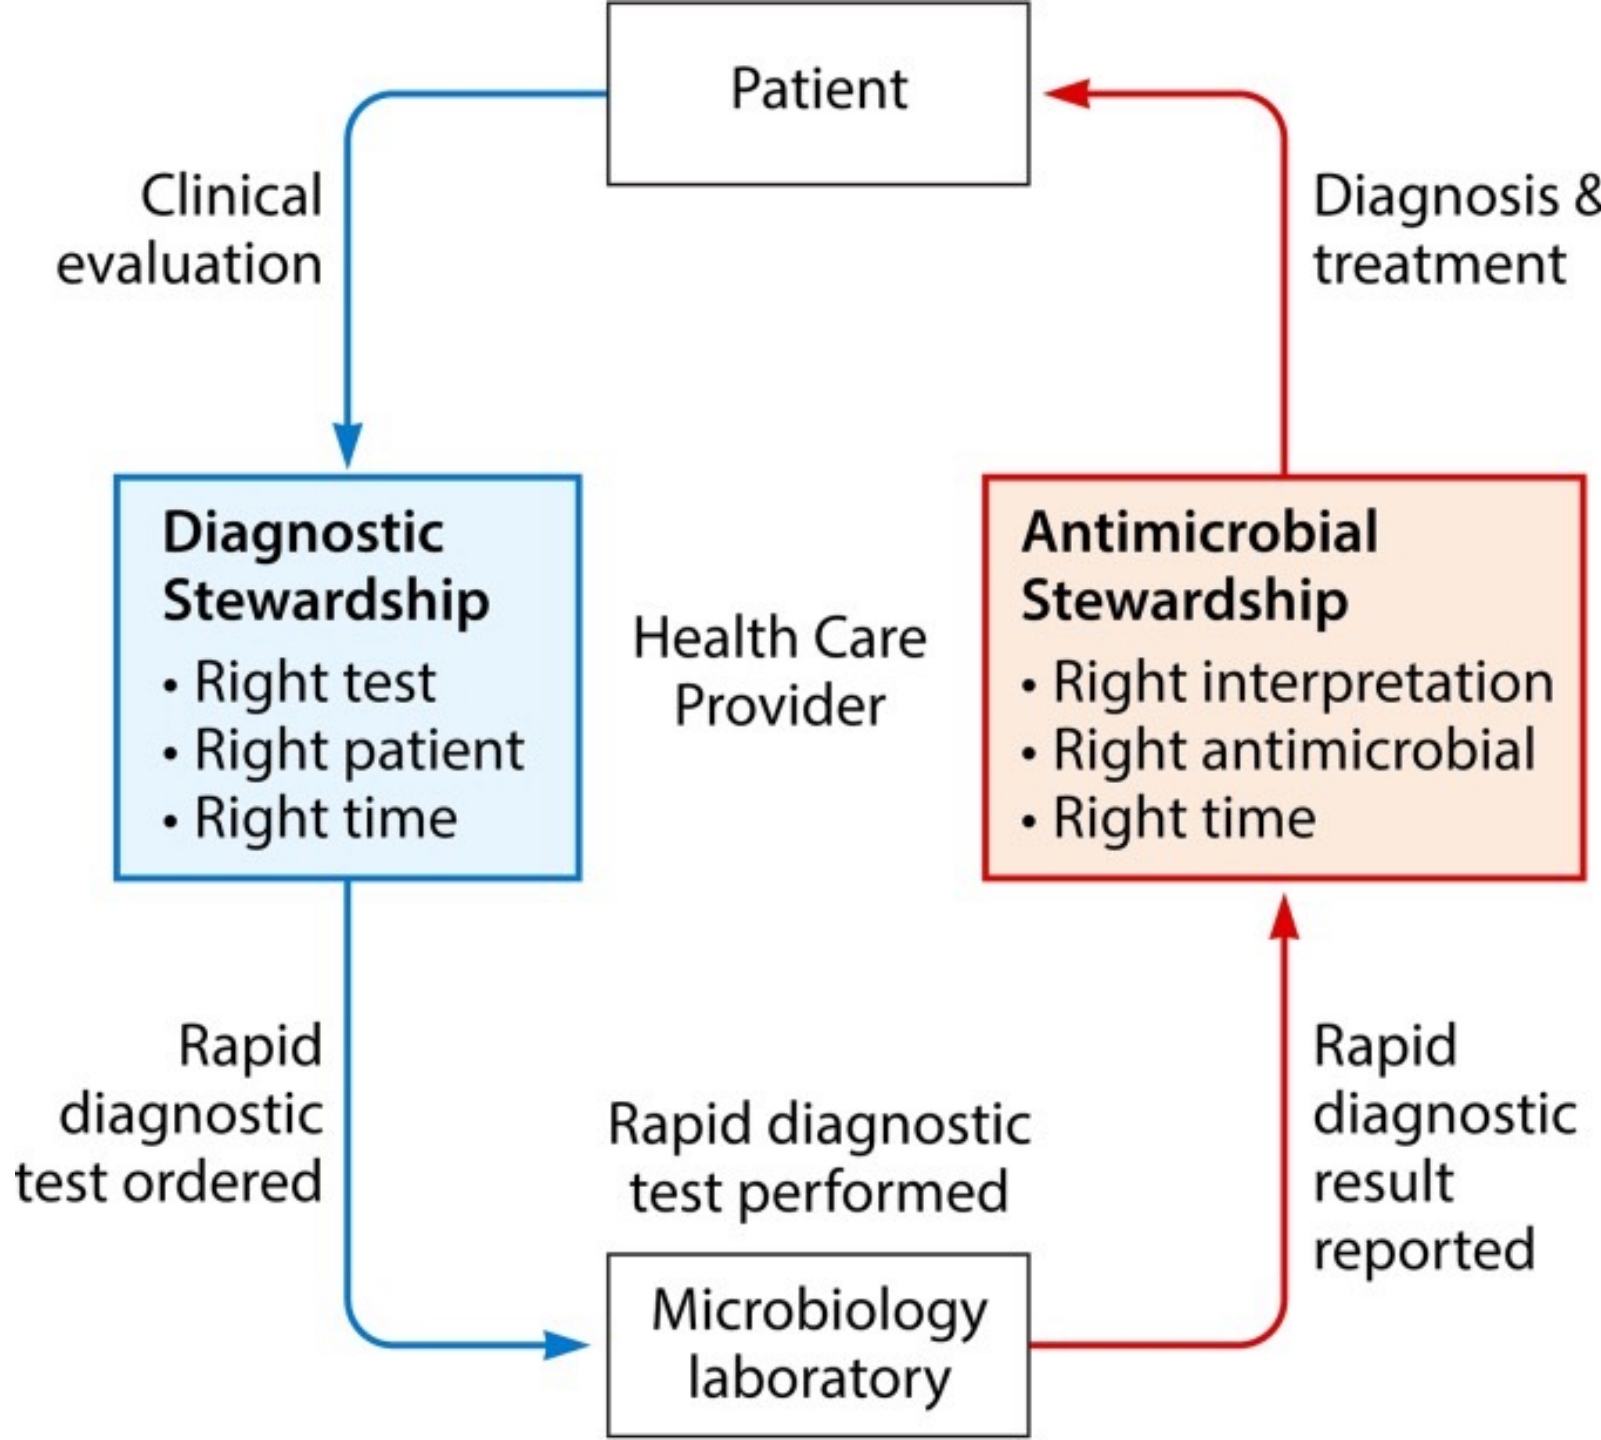 Patient
Clinical
evaluation
Diagnosis &
treatment
Diagnostic
Stewardship
• Right test
• Right patient
• Right time
Health Care
Provider
Antimicrobial
Stewardship
• Right interpretation
• Right antimicrobial
• Right time
Rapid
diagnostic
test ordered
Rapid diagnostic
test performed
Microbiology
laboratory
Rapid
diagnostic
result
reported